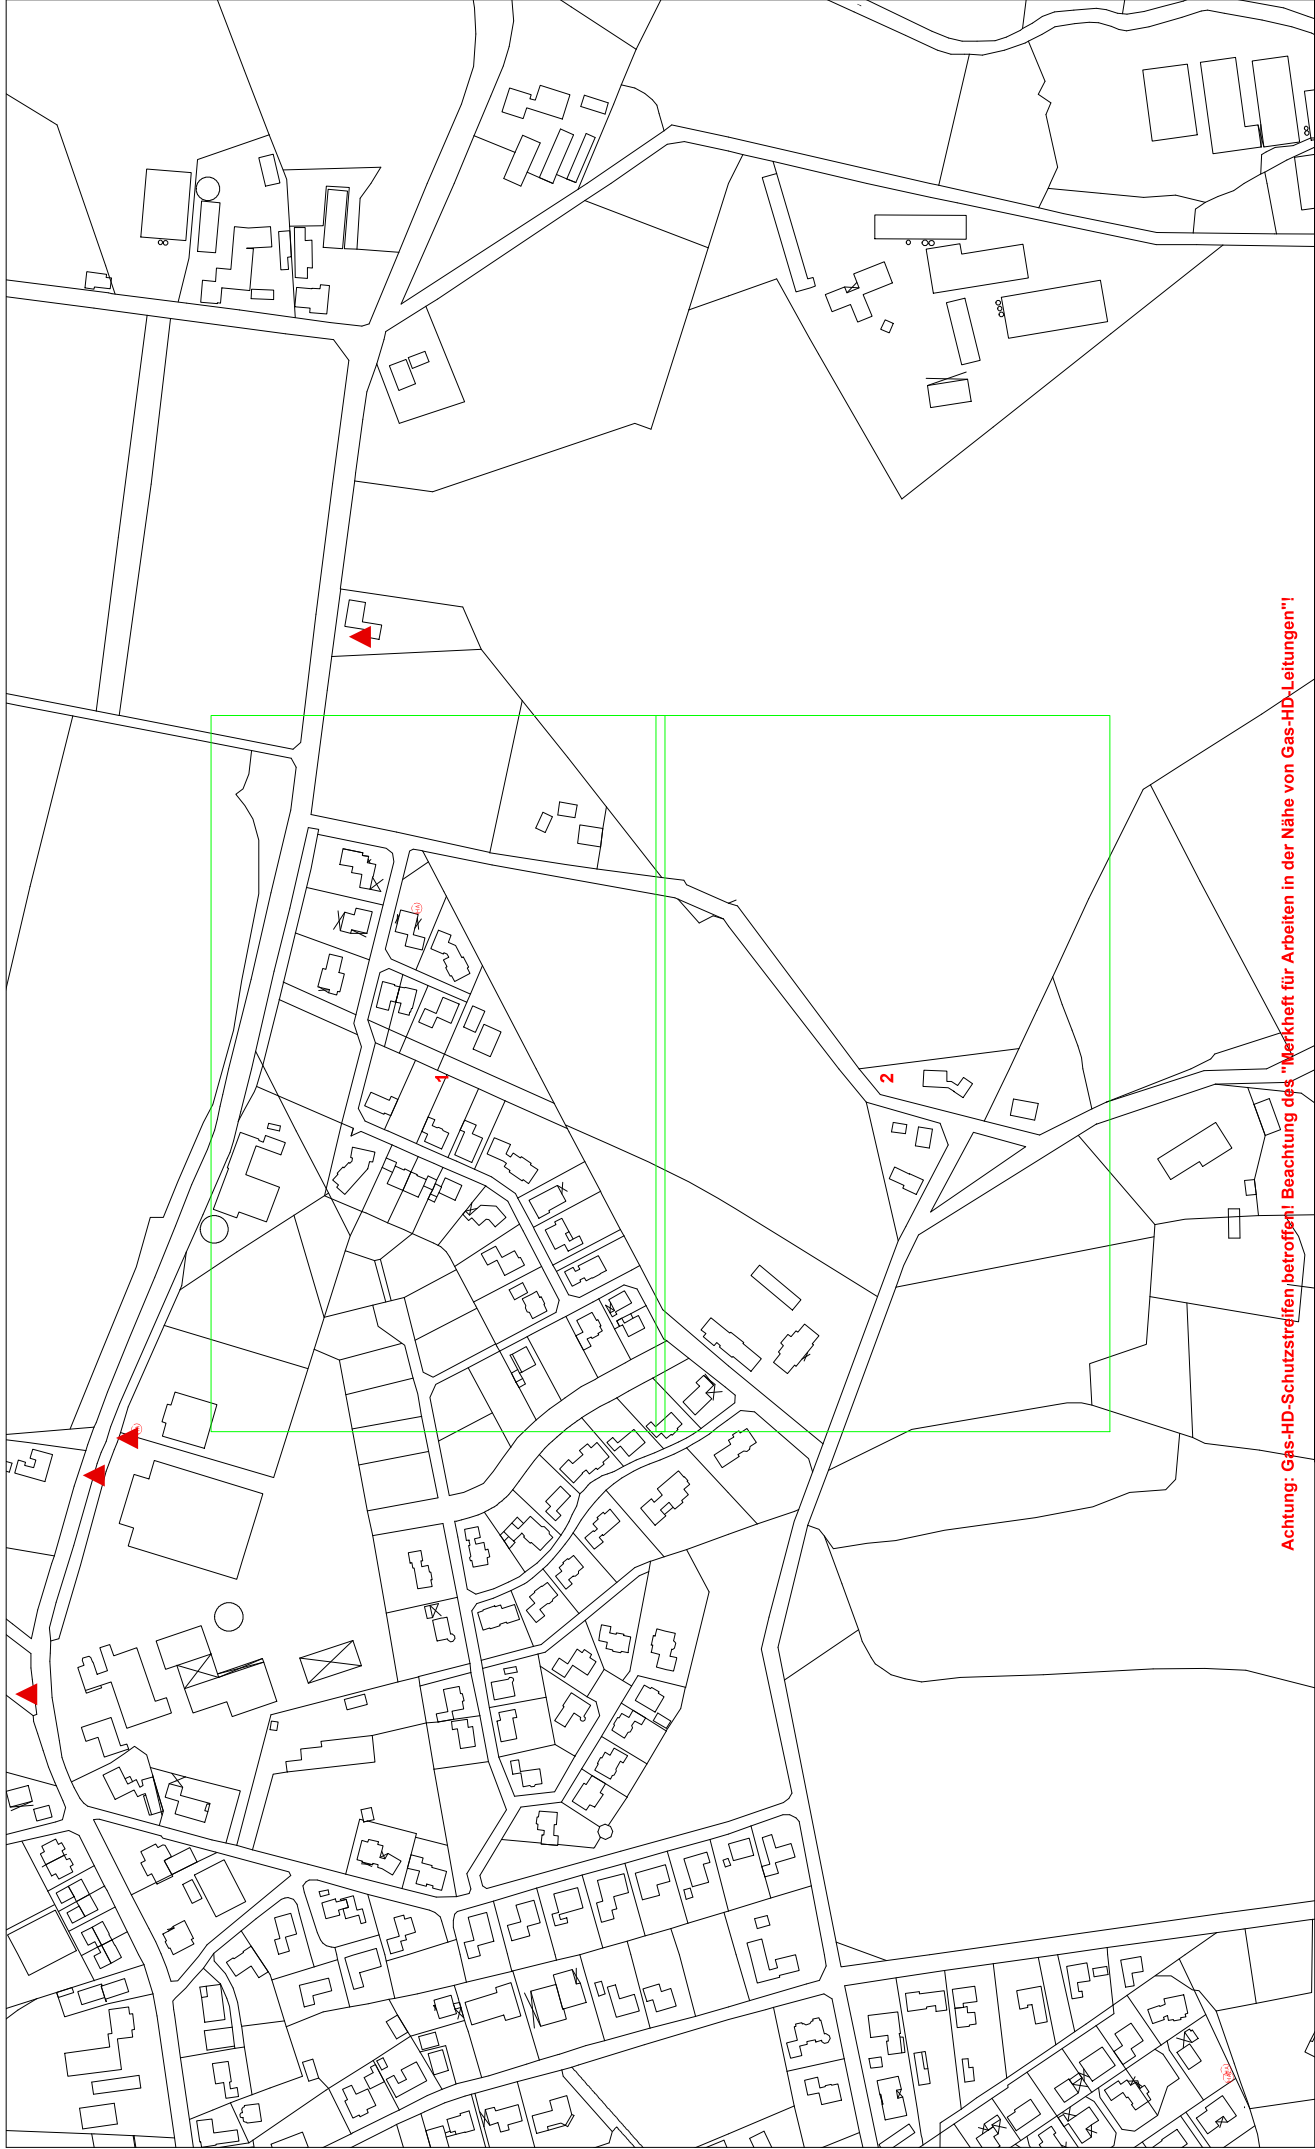 1
2
Achtung: Gas-HD-Schutzstreifen betroffen! Beachtung des "Merkheft für Arbeiten in der Nähe von Gas-HD-Leitungen"!